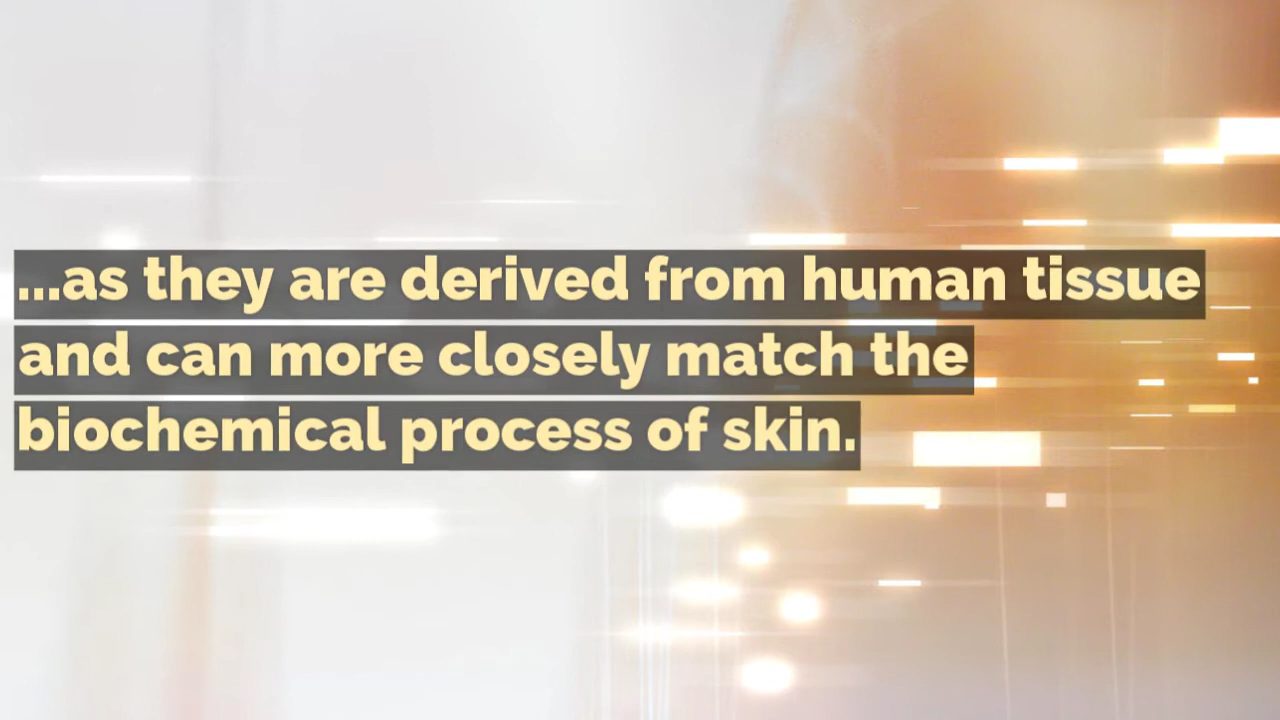 ...as they are derived from human tissue
and can more closely match the
biochemical process of skin.